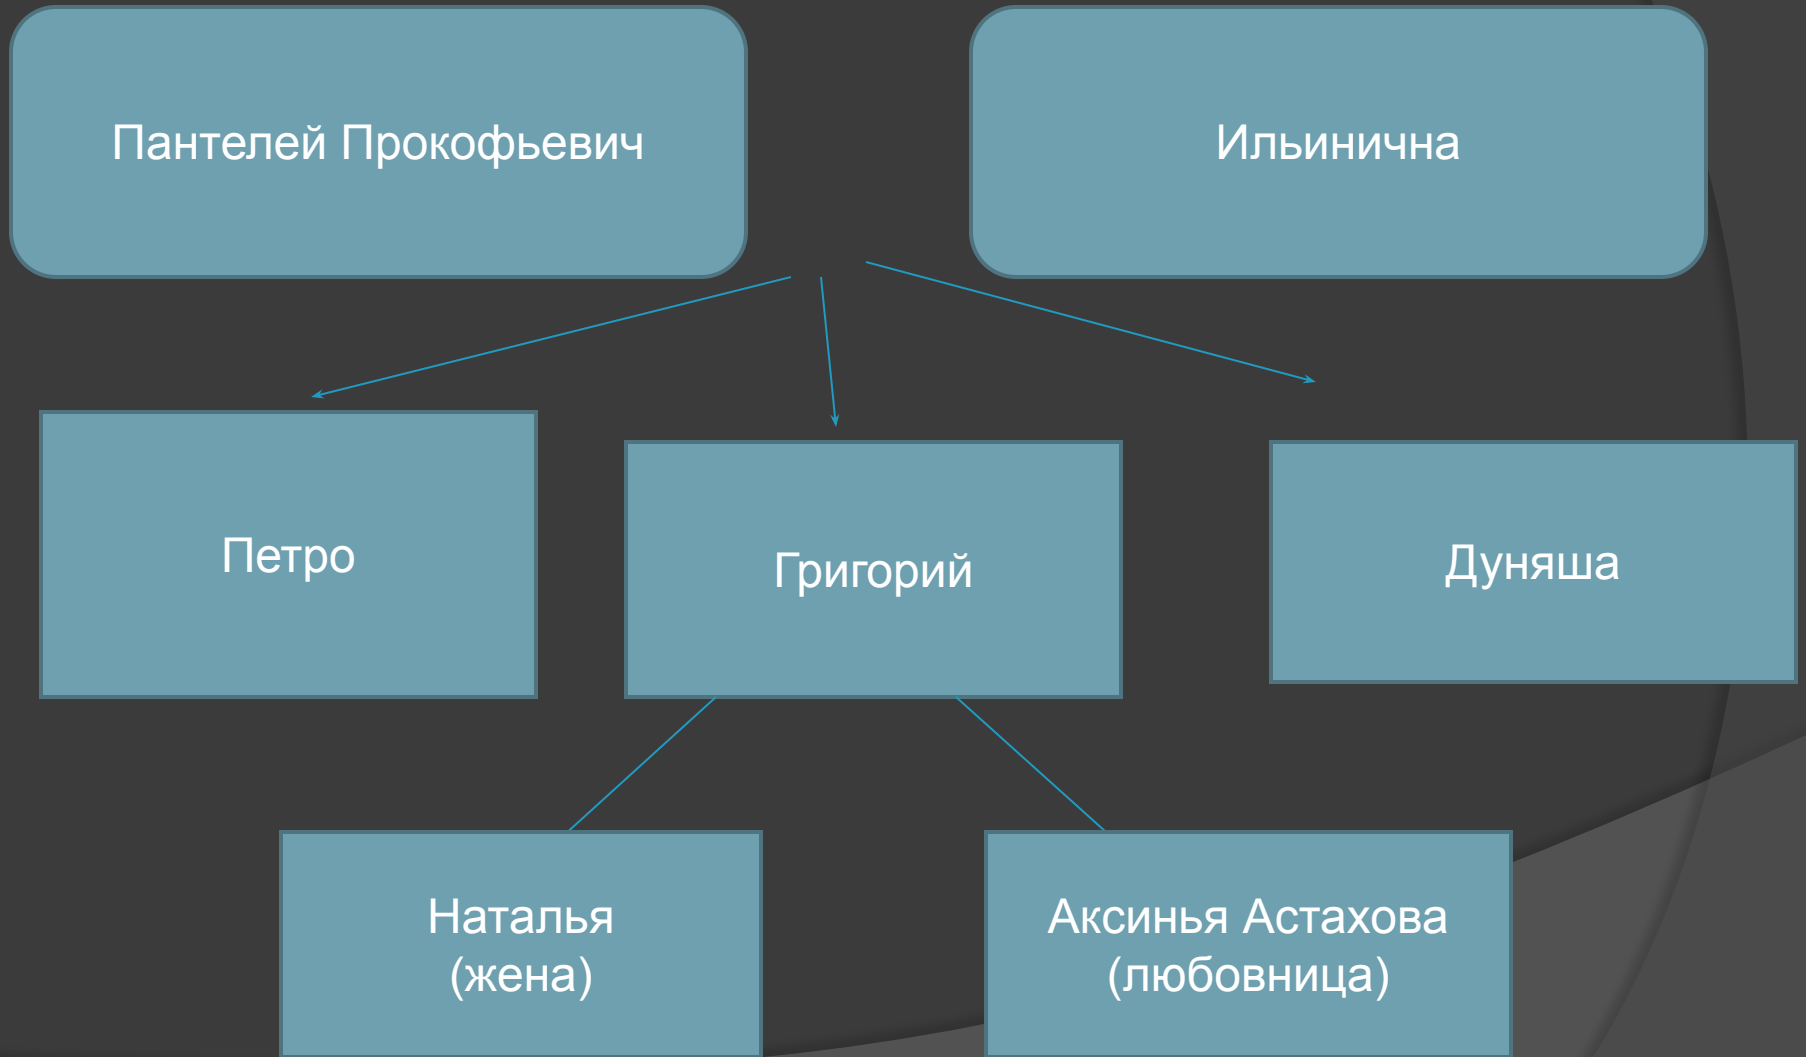 Пантелей Прокофьевич
Ильинична
Петро
Григорий
Дуняша
Наталья
(жена)
Аксинья Астахова
(любовница)